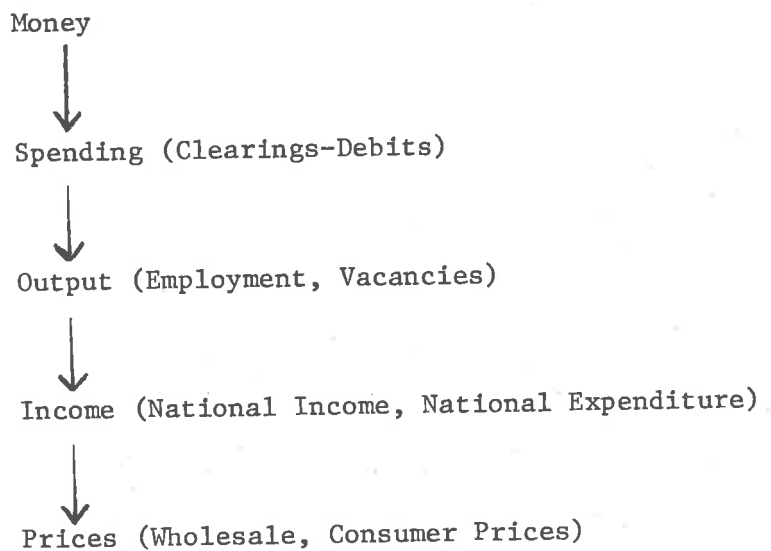 Money
Spending (Clearings-Debits)
Output (Employment, Vacancies)
Income (National Income, National Expenditure)
Prices (Wholesale, Consumer Prices)